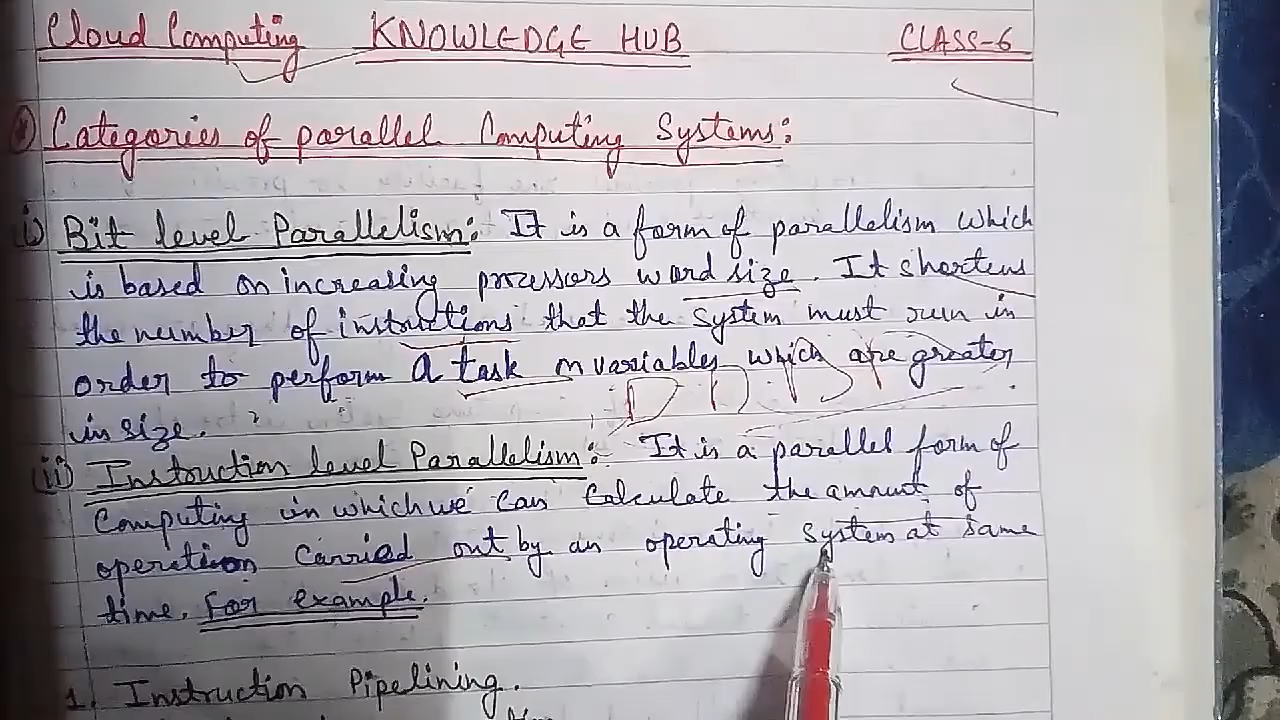 Cloud Computing KNOWLEDGE HUB CLASS-6
Categories of parallel Computing Systems:
i) Bit level Parallelism: It is a form of parallelism which
is based on increasing processors word size. It shortens
the number of instructions that the system must run in
order to perform a task on variables which are greater
in size.
(ii) Instruction level Parallelism: It is a parallel form of
Computing in which we can Calculate the amount of
operation Carried out by an operating System at same
time. For example.
1. Instruction Pipelining.